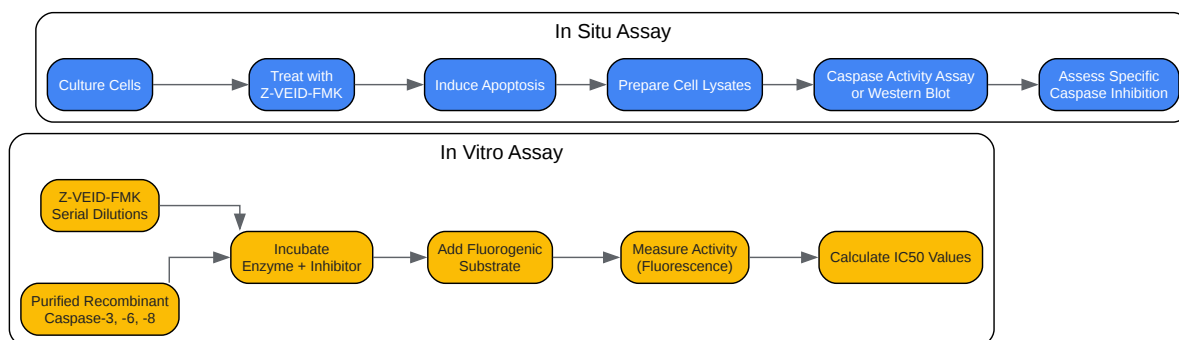 In Situ Assay
Culture Cells
Treat with
Z-VEID-FMK
Induce Apoptosis
Prepare Cell Lysates
Caspase Activity Assay
or Western Blot
Assess Specific
Caspase Inhibition
In Vitro Assay
Z-VEID-FMK
Serial Dilutions
Purified Recombinant
Caspase-3, -6, -8
Incubate
Enzyme + Inhibitor
Add Fluorogenic
Substrate
Measure Activity
(Fluorescence)
Calculate IC50 Values